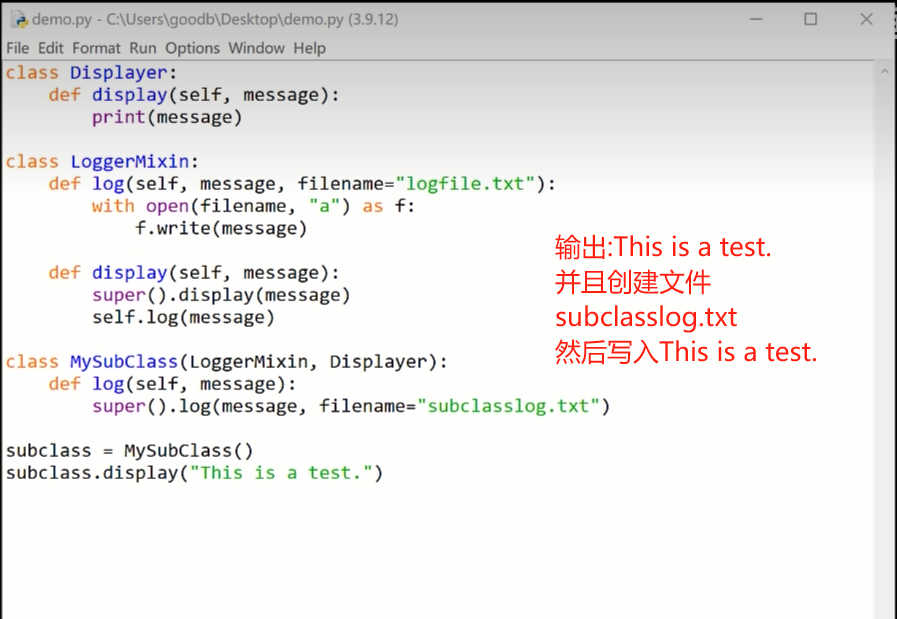 demo.py - C:\Users\goodb\Desktop\demo.py (3.9.12)
File Edit Format Run Options Window Help
class Displayer:
    def display(self, message):
        print(message)

class LoggerMixin:
    def log(self, message, filename="logfile.txt"):
        with open(filename, "a") as f:
            f.write(message)

    def display(self, message):
        super().display(message)
        self.log(message)

class MySubClass(LoggerMixin, Displayer):
    def log(self, message):
        super().log(message, filename="subclasslog.txt")

subclass = MySubClass()
subclass.display("This is a test.")
输出:This is a test.
并且创建文件
subclasslog.txt
然后写入This is a test.